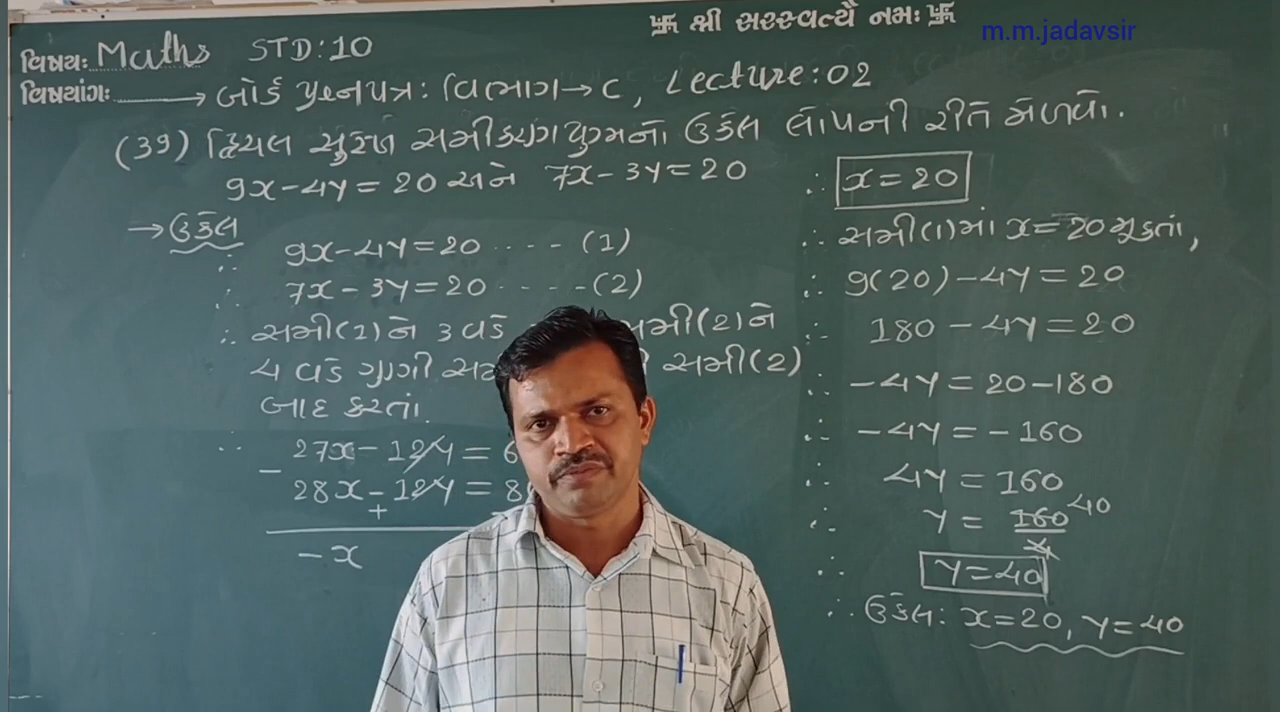 卐 શ્રી સરસ્વત્યૈ નમઃ 卐
m.m.jadavsir
વિષય: Maths STD: 10
વિષયાંગ: → બોર્ડ પ્રશ્નપત્ર: વિભાગ → C, Lecture: 02
(39) દ્વિચલ સુરેખ સમીકરણયુગ્મનો ઉકેલ લોપની રીતે મેળવો.
9x - 4y = 20 અને 7x - 3y = 20
→ ઉકેલ
∴ 9x - 4y = 20 ---- (1)
∴ 7x - 3y = 20 ----- (2)
∴ સમી(1)ને 3 વડે મી(2)ને
4 વડે ગુણી સમી સમી(2)
બાદ કરતાં.
∴ 27x - 12y = 6
- 28x - 12y = 8
+
-x
∴ x = 20
∴ સમી(1)માં x = 20 મુકતાં,
∴ 9(20) - 4y = 20
∴ 180 - 4y = 20
∴ -4y = 20 - 180
∴ -4y = -160
∴ 4y = 160
∴ y = 160 40
4
∴ y = 40
∴ ઉકેલ: x = 20, y = 40